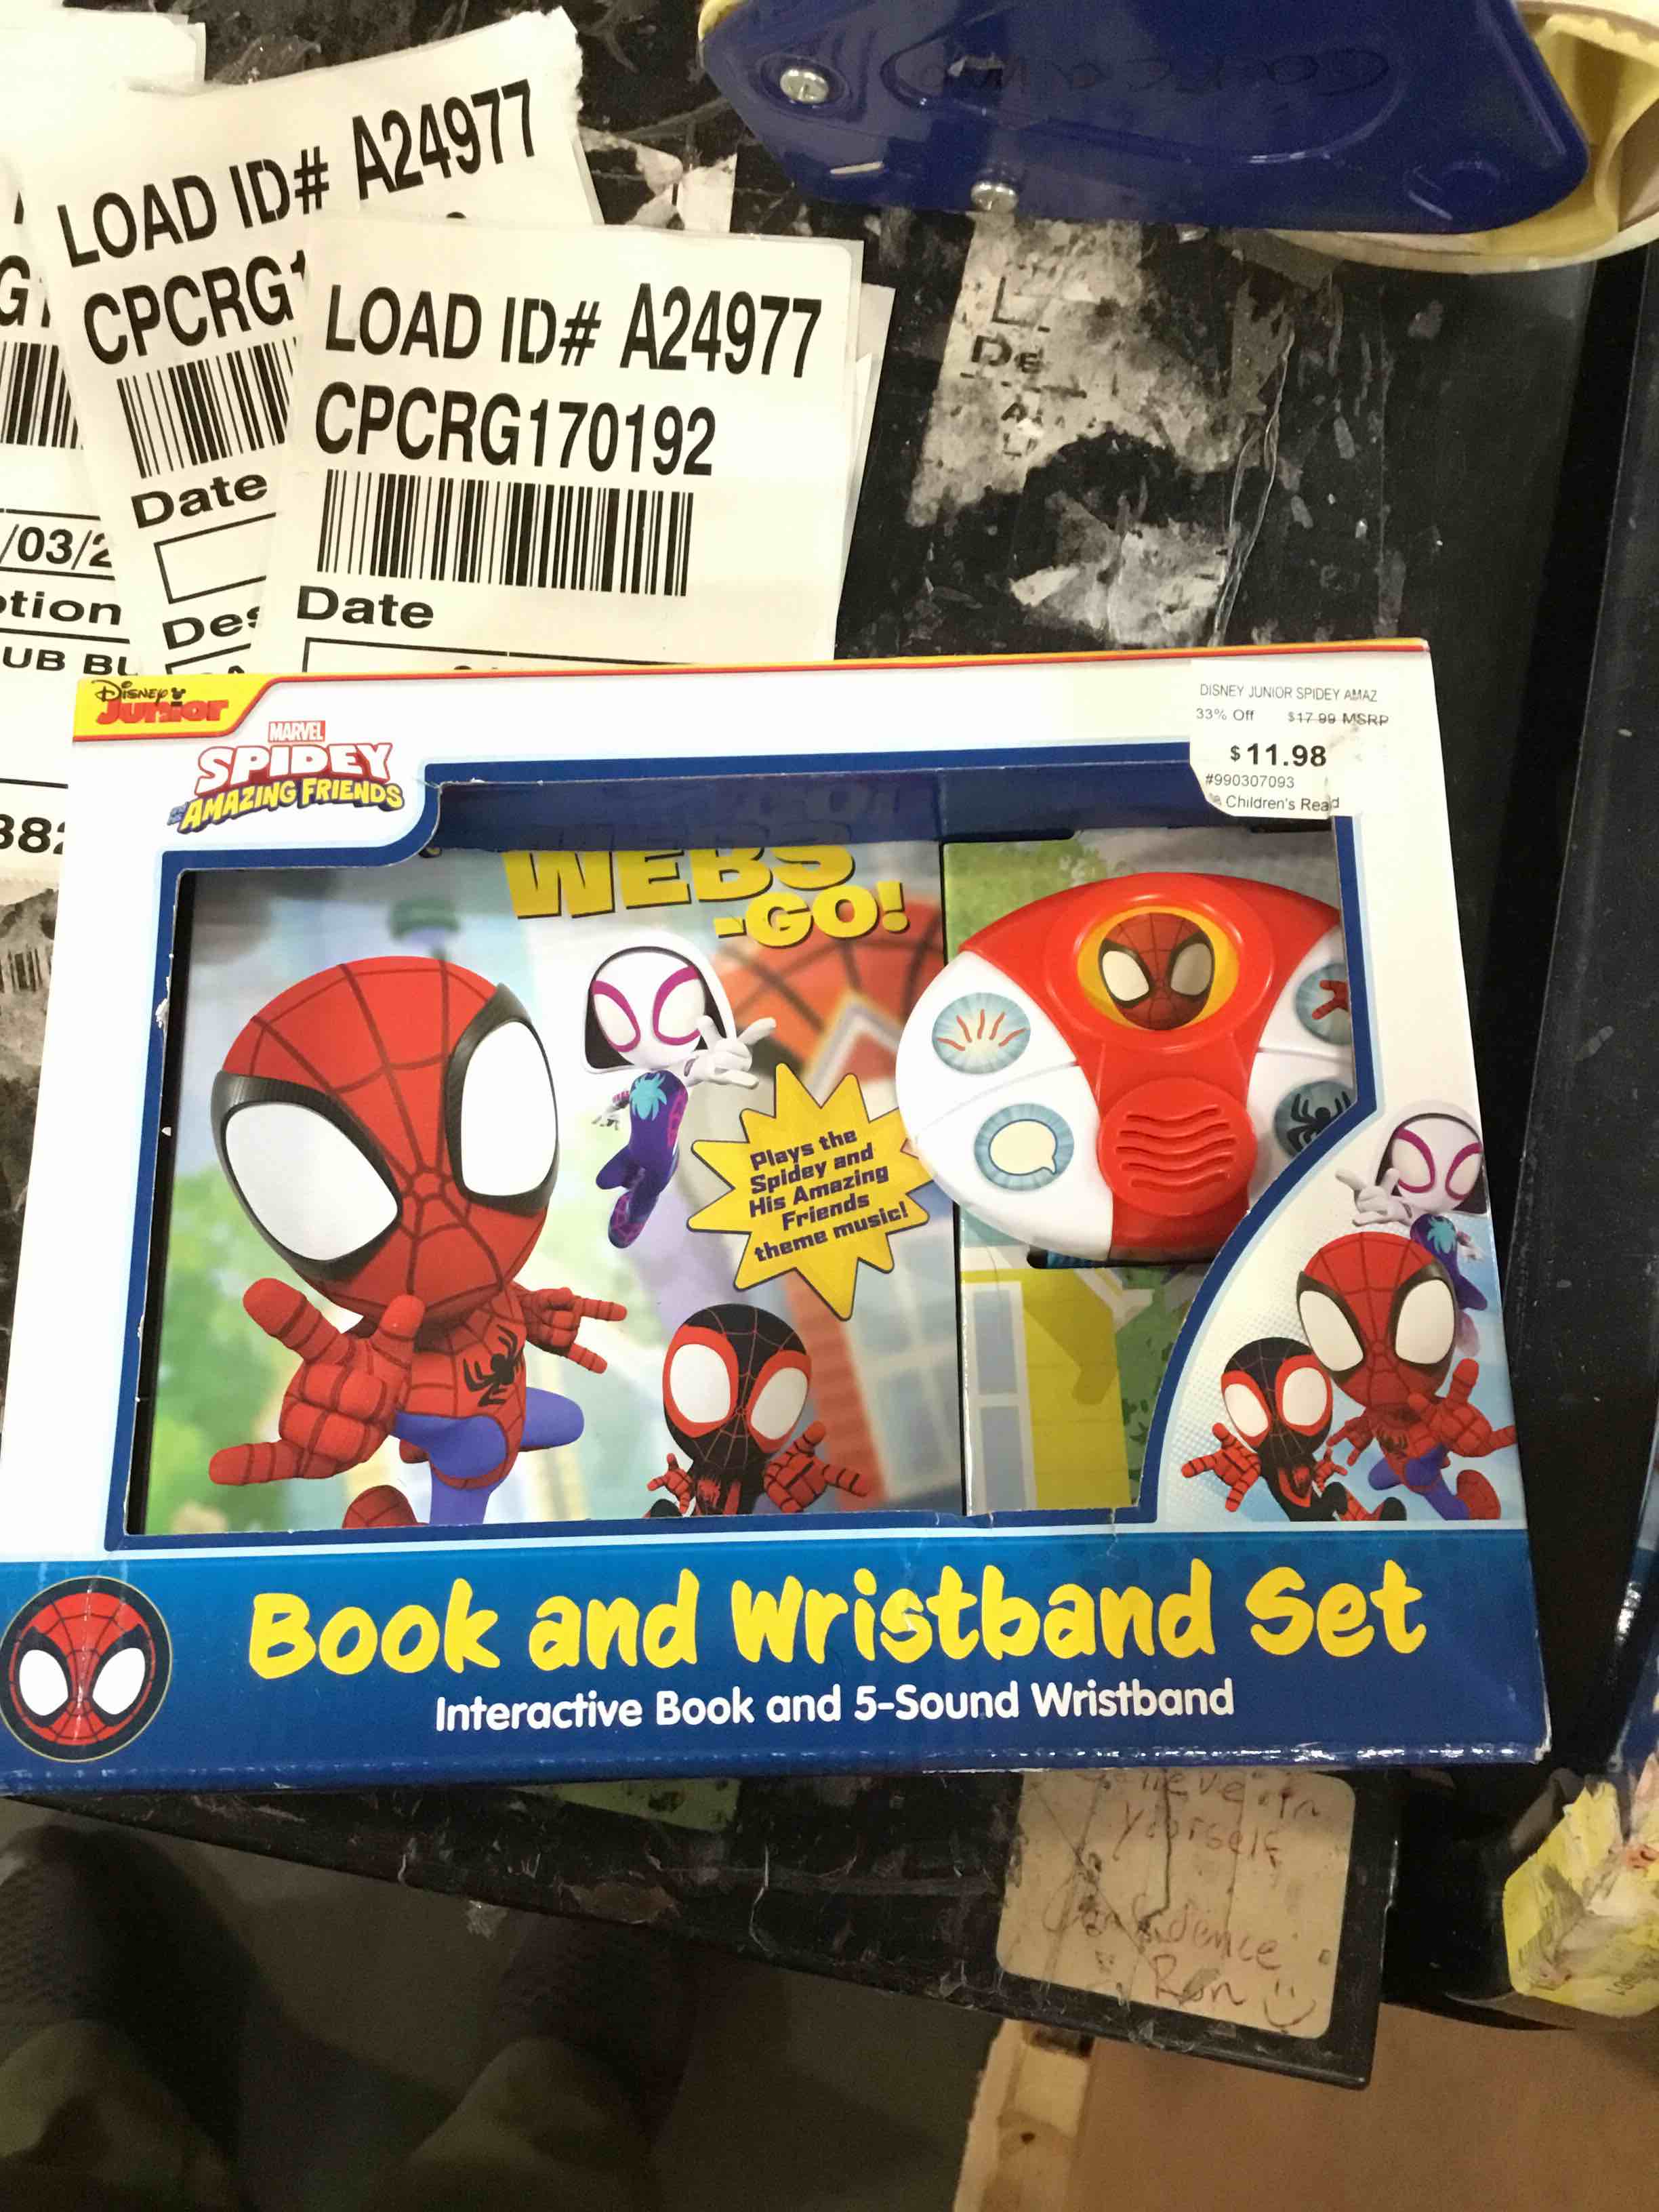 LOAD ID# A24977
CPCRG1
Date
LOAD ID# A24977
CPCRG170192
Date
/03/2
tion
UB BL
Des
Disney
Junior
MARVEL
SPIDEY
AMAZING FRIENDS
DISNEY JUNIOR SPIDEY AMAZ
33% Off $17.99 MSRP
$11.98
#990307093
Children's Read
WEBS
-GO!
Plays the
Spidey and
His Amazing
Friends
theme music!
Book and Wristband Set
Interactive Book and 5-Sound Wristband
yourself
Confidence
Ron